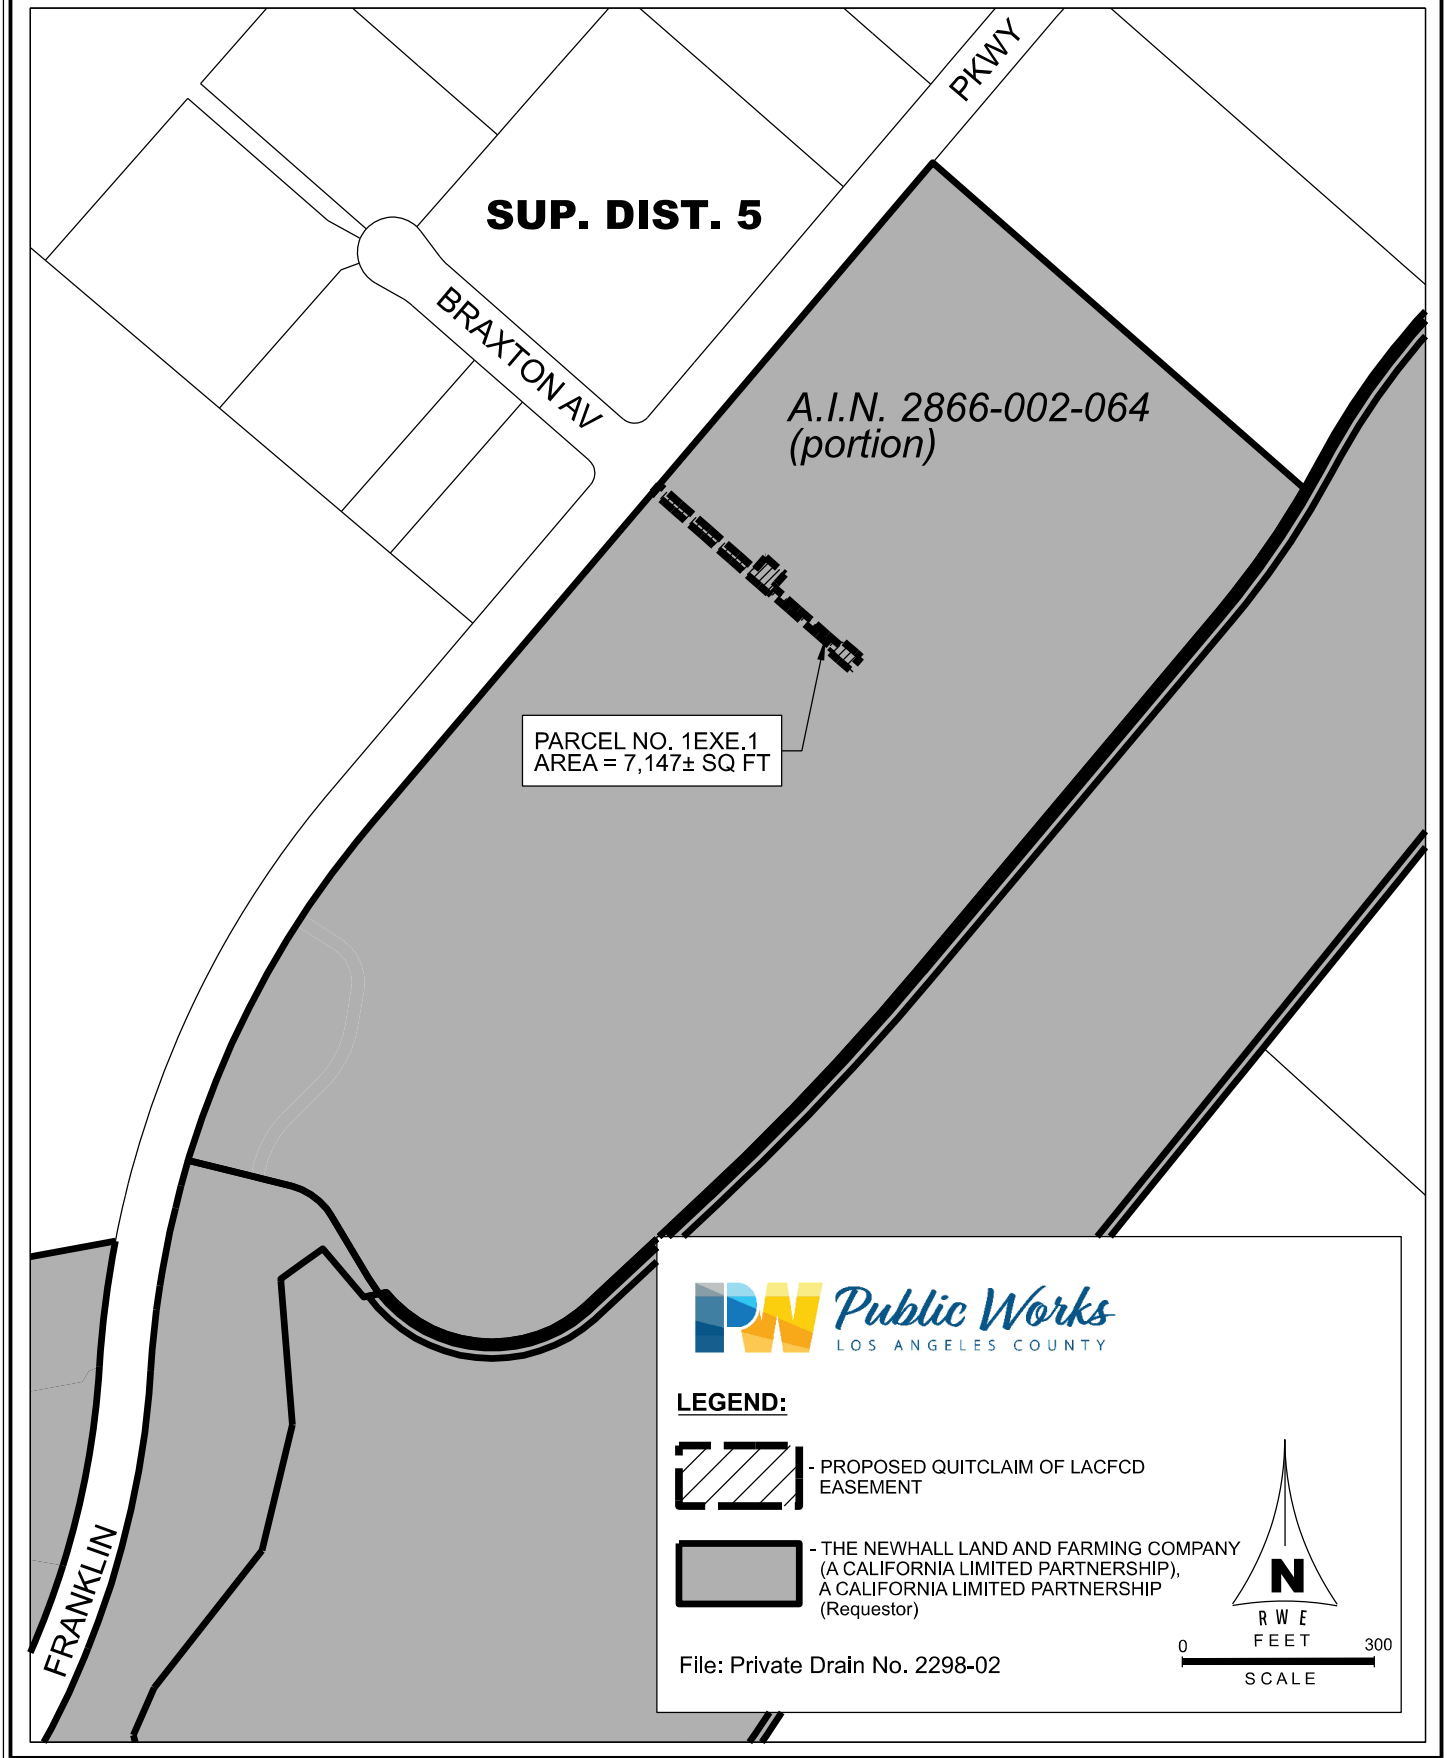 PKWY
SUP. DIST. 5
BRAXTON AV
A.I.N. 2866-002-064
(portion)
PARCEL NO. 1EXE.1
AREA = 7,147± SQ FT
PW Public Works
LOS ANGELES COUNTY
LEGEND:
- PROPOSED QUITCLAIM OF LACFCD
EASEMENT
- THE NEWHALL LAND AND FARMING COMPANY
(A CALIFORNIA LIMITED PARTNERSHIP),
A CALIFORNIA LIMITED PARTNERSHIP
(Requestor)
File: Private Drain No. 2298-02
N
R W E
FEET
0 300
SCALE
FRANKLIN